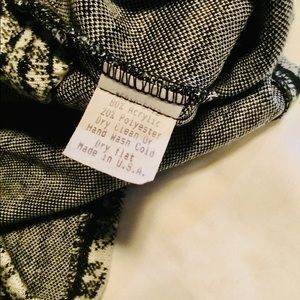 80% Acrylic
20% Polyester
Dry Clean Or
Hand Wash Cold
Dry flat
Made in U.S.A.